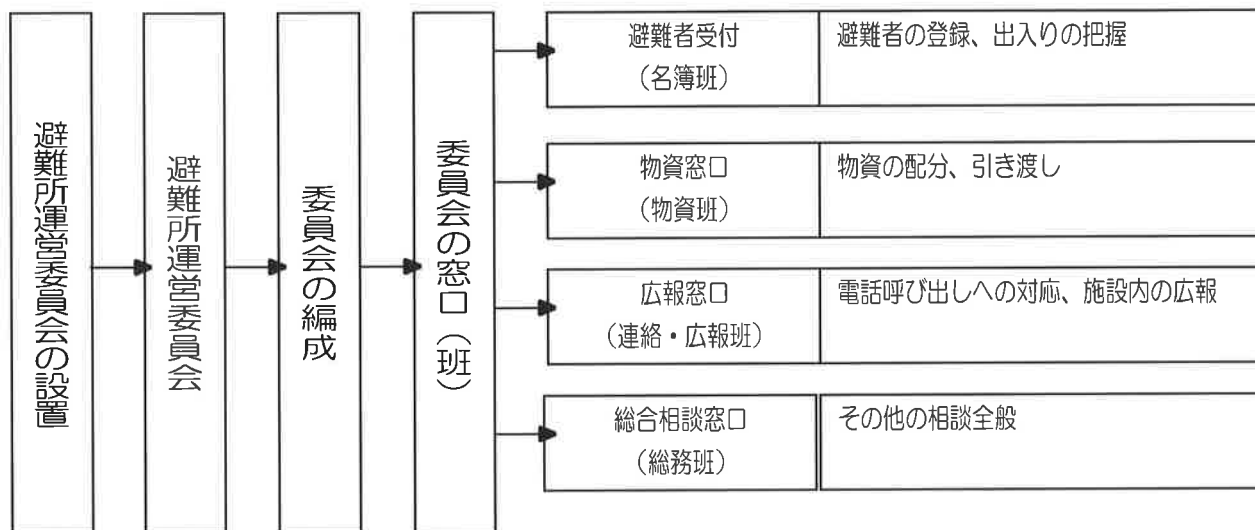 避難所運営委員会の設置
避難所運営委員会
委員会の編成
委員会の窓口（班）
避難者受付
（名簿班）
避難者の登録、出入りの把握
物資窓口
（物資班）
物資の配分、引き渡し
広報窓口
（連絡・広報班）
電話呼び出しへの対応、施設内の広報
総合相談窓口
（総務班）
その他の相談全般